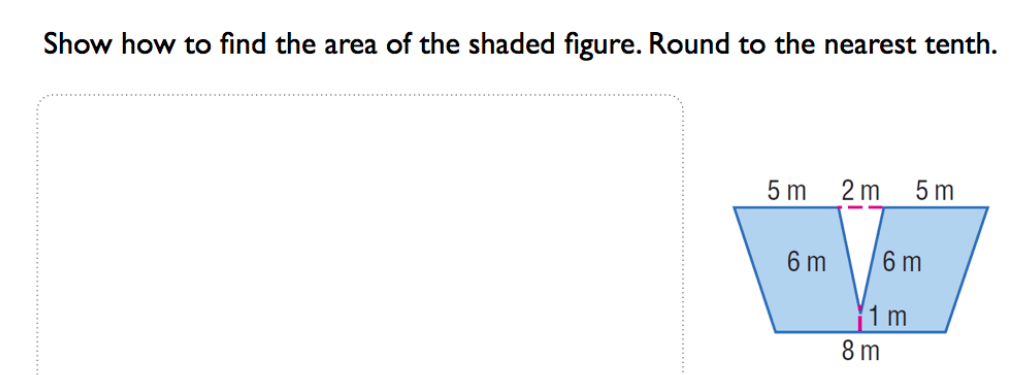 Show how to find the area of the shaded figure. Round to the nearest tenth.
5 m 2 m 5 m
6 m 6 m
1 m
8 m